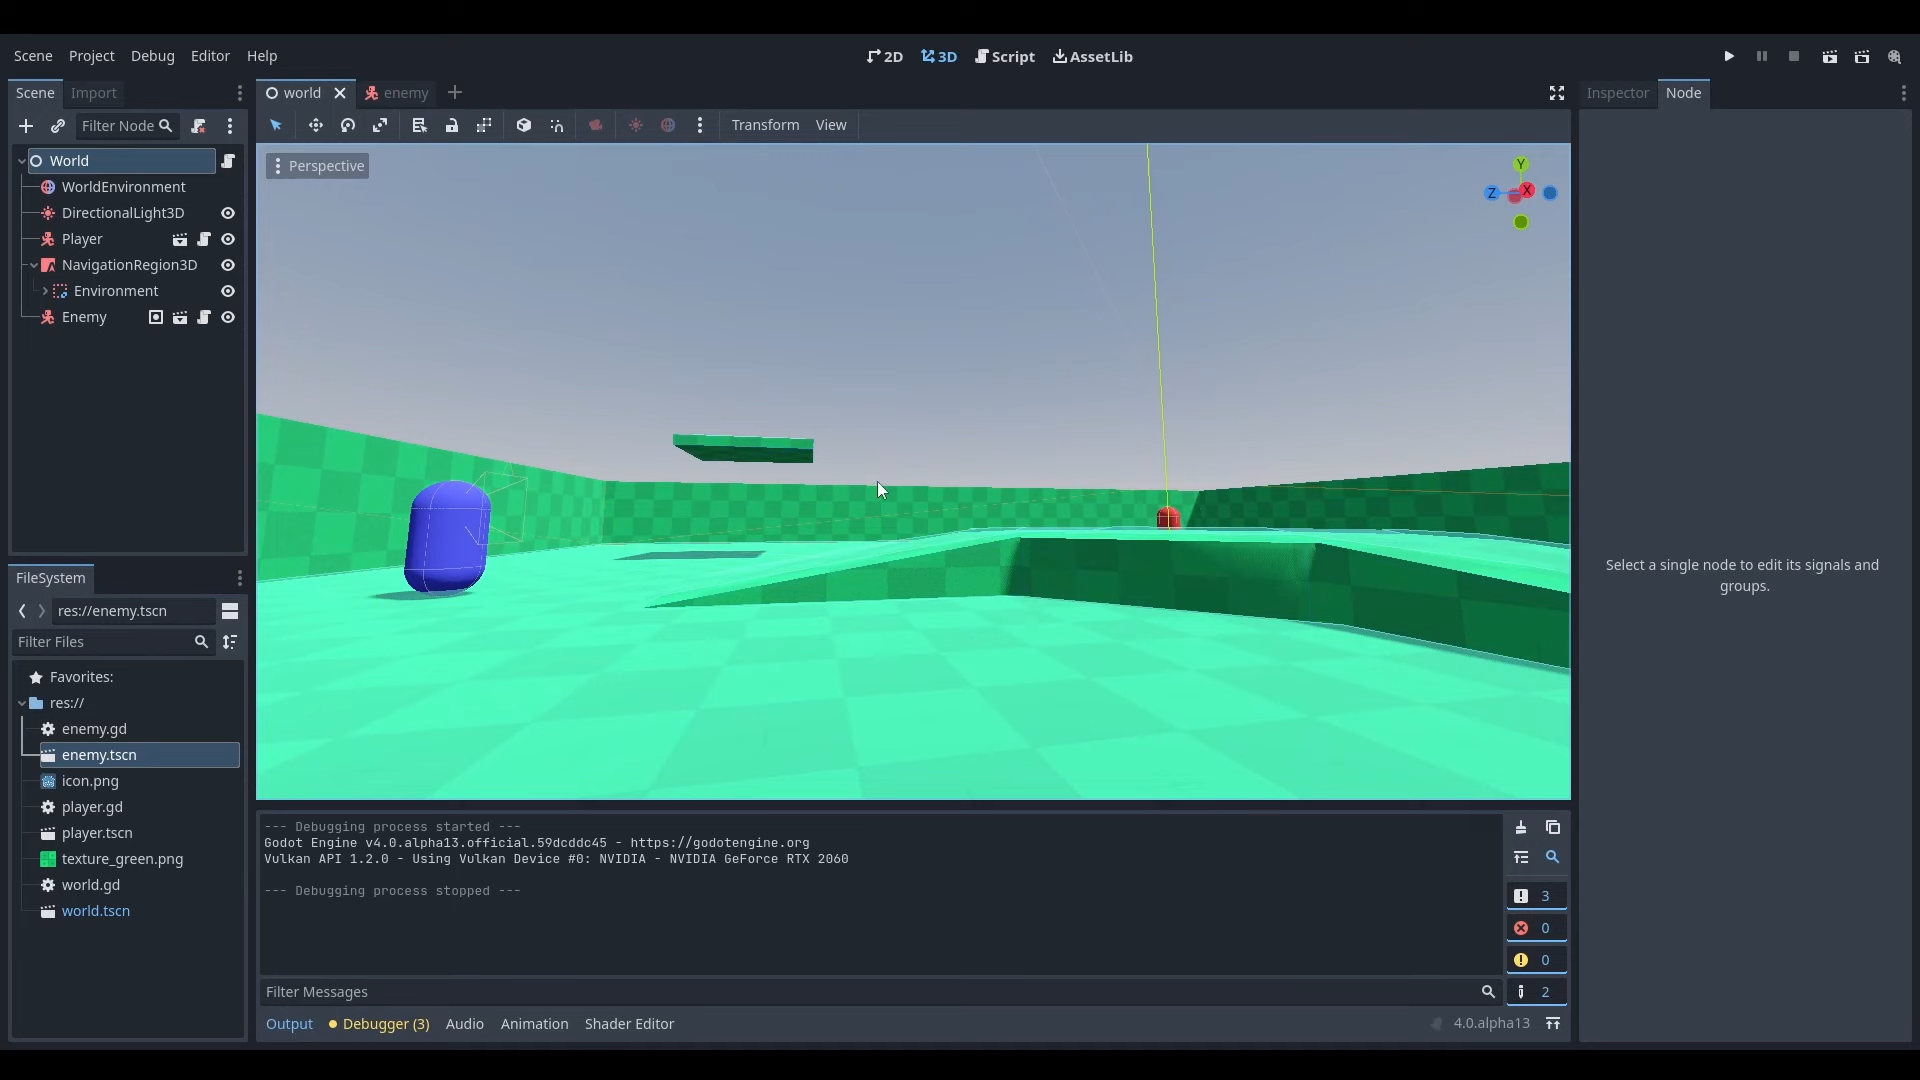 Scene Project Debug Editor Help
2D 3D Script AssetLib
Scene Import
world enemy
Inspector Node
Filter Node
Transform View
Perspective
Y
Z X
World
WorldEnvironment
DirectionalLight3D
Player
NavigationRegion3D
Environment
Enemy
Select a single node to edit its signals and
groups.
FileSystem
res://enemy.tscn
Filter Files
Favorites:
res://
enemy.gd
enemy.tscn
icon.png
player.gd
player.tscn
texture_green.png
world.gd
world.tscn
--- Debugging process started ---
Godot Engine v4.0.alpha13.official.59dcddc45 - https://godotengine.org
Vulkan API 1.2.0 - Using Vulkan Device #0: NVIDIA - NVIDIA GeForce RTX 2060
--- Debugging process stopped ---
3
0
0
2
Filter Messages
Output Debugger (3) Audio Animation Shader Editor
4.0.alpha13